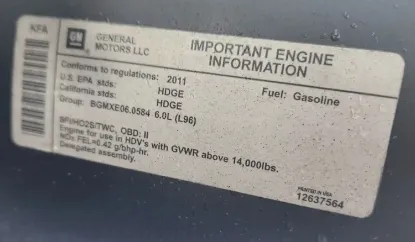 KFA
GM
GENERAL
MOTORS LLC
IMPORTANT ENGINE
INFORMATION
Conforms to regulations: 2011
Fuel: Gasoline
U.S. EPA stds: HDGE
California stds: HDGE
Group: BGMXE06.0584 6.0L (L96)
SFI/HO2S/TWC, OBD: II
Engine for use in HDV's with GVWR above 14,000lbs.
NOx FEL=0.42 g/bhp-hr.
Delegated assembly.
PRINTED IN USA
12637564